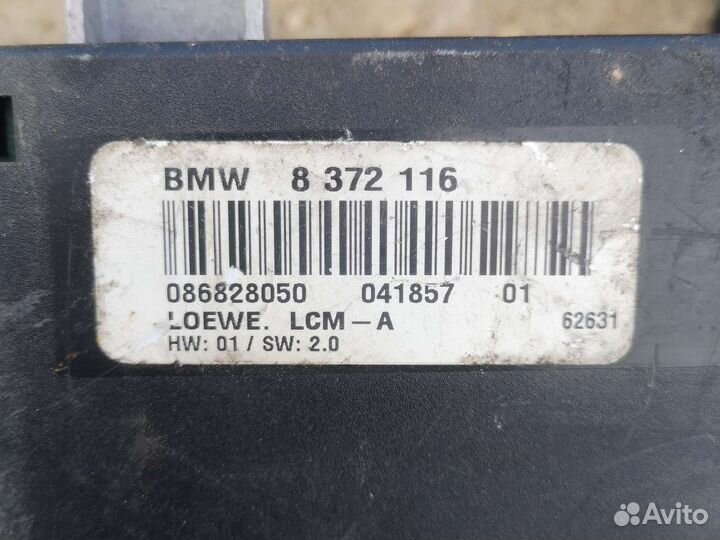 BMW 8 372 116
086828050 041857 01
LOEWE. LCM-A
HW: 01 / SW: 2.0 62631
Avito